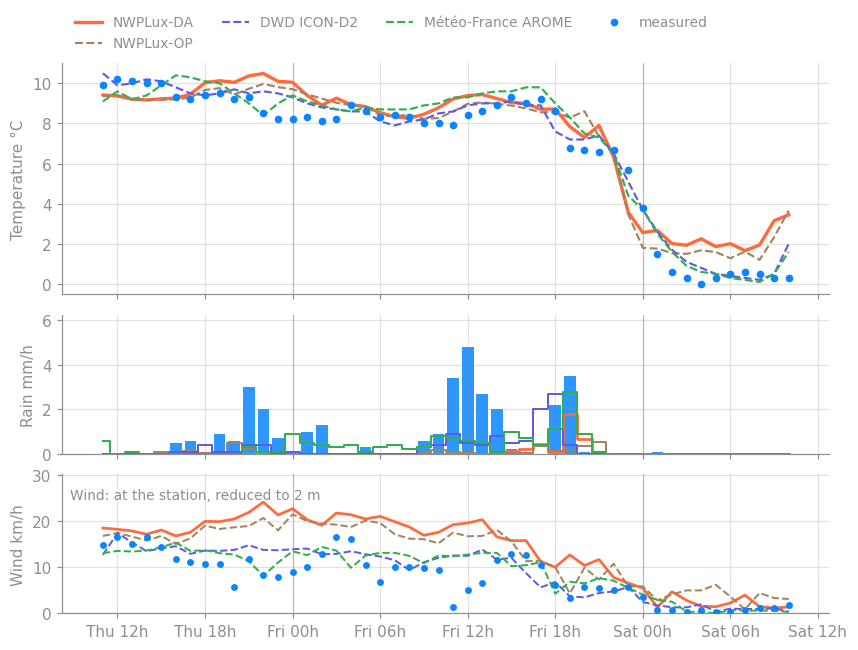 NWPLux-DA DWD ICON-D2 Météo-France AROME measured
NWPLux-OP
Temperature °C
10
8
6
4
2
0
Rain mm/h
6
4
2
0
Wind km/h
30
20
10
0
Wind: at the station, reduced to 2 m
Thu 12h Thu 18h Fri 00h Fri 06h Fri 12h Fri 18h Sat 00h Sat 06h Sat 12h